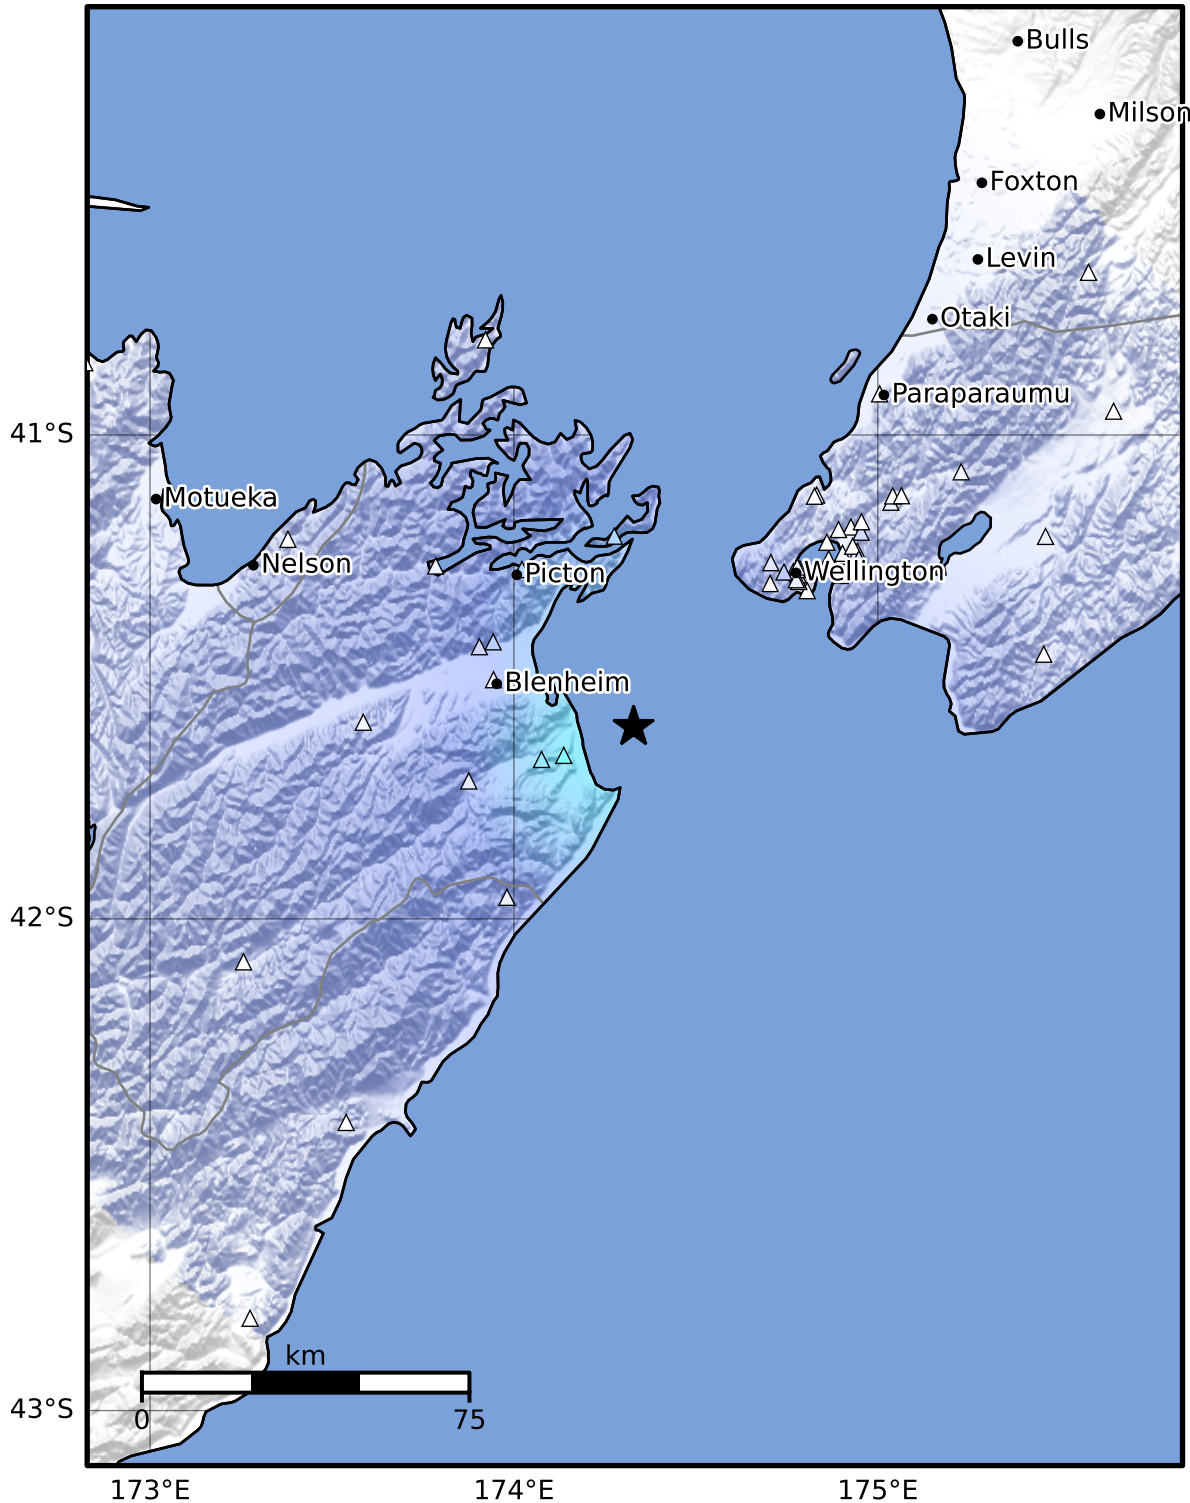 Bulls
Milson
Foxton
Levin
Otaki
Paraparaumu
41°S
Motueka
Nelson
Picton
Wellington
Blenheim
42°S
km
0
75
43°S
173°E
174°E
175°E